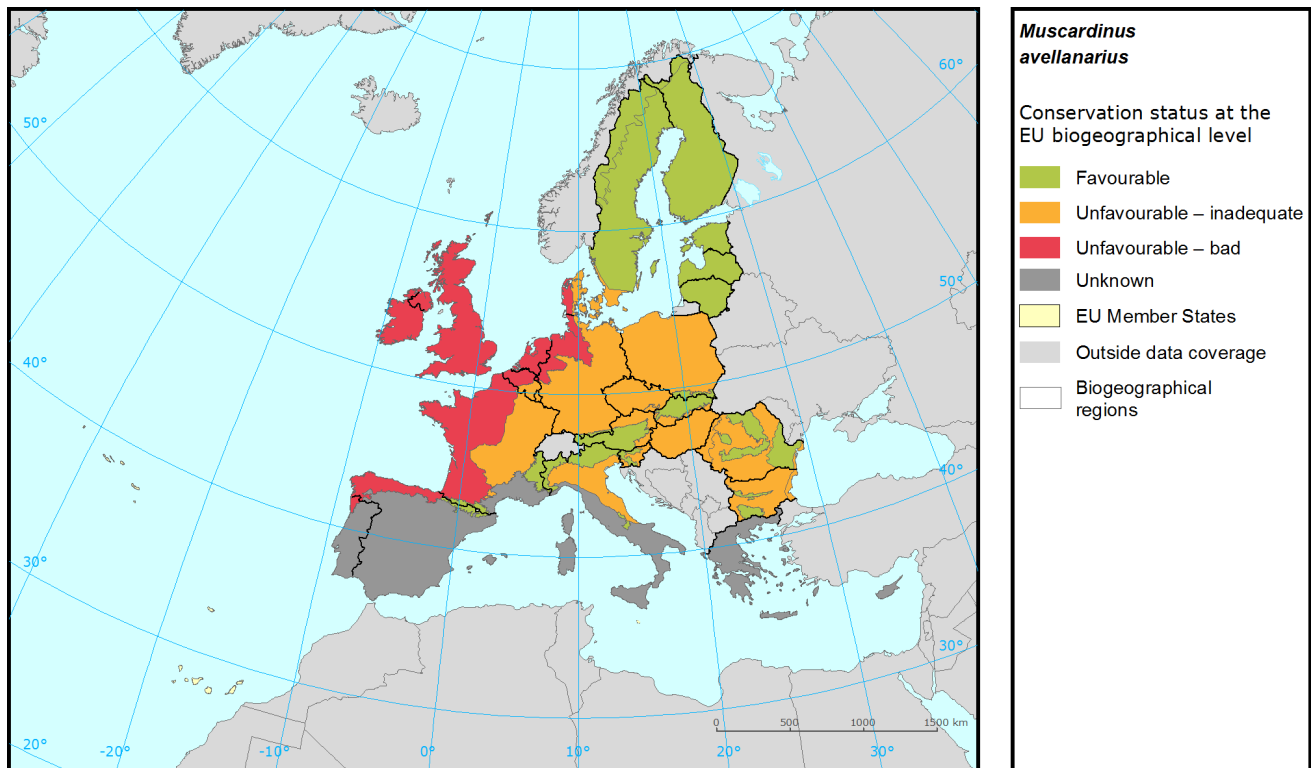 Muscardinus
avellanarius
Conservation status at the
EU biogeographical level
Favourable
Unfavourable – inadequate
Unfavourable – bad
Unknown
EU Member States
Outside data coverage
Biogeographical
regions
60°
50°
50°
40°
40°
30°
30°
20°
-20°
-10°
0°
10°
20°
30°
0 500 1000 1500 km